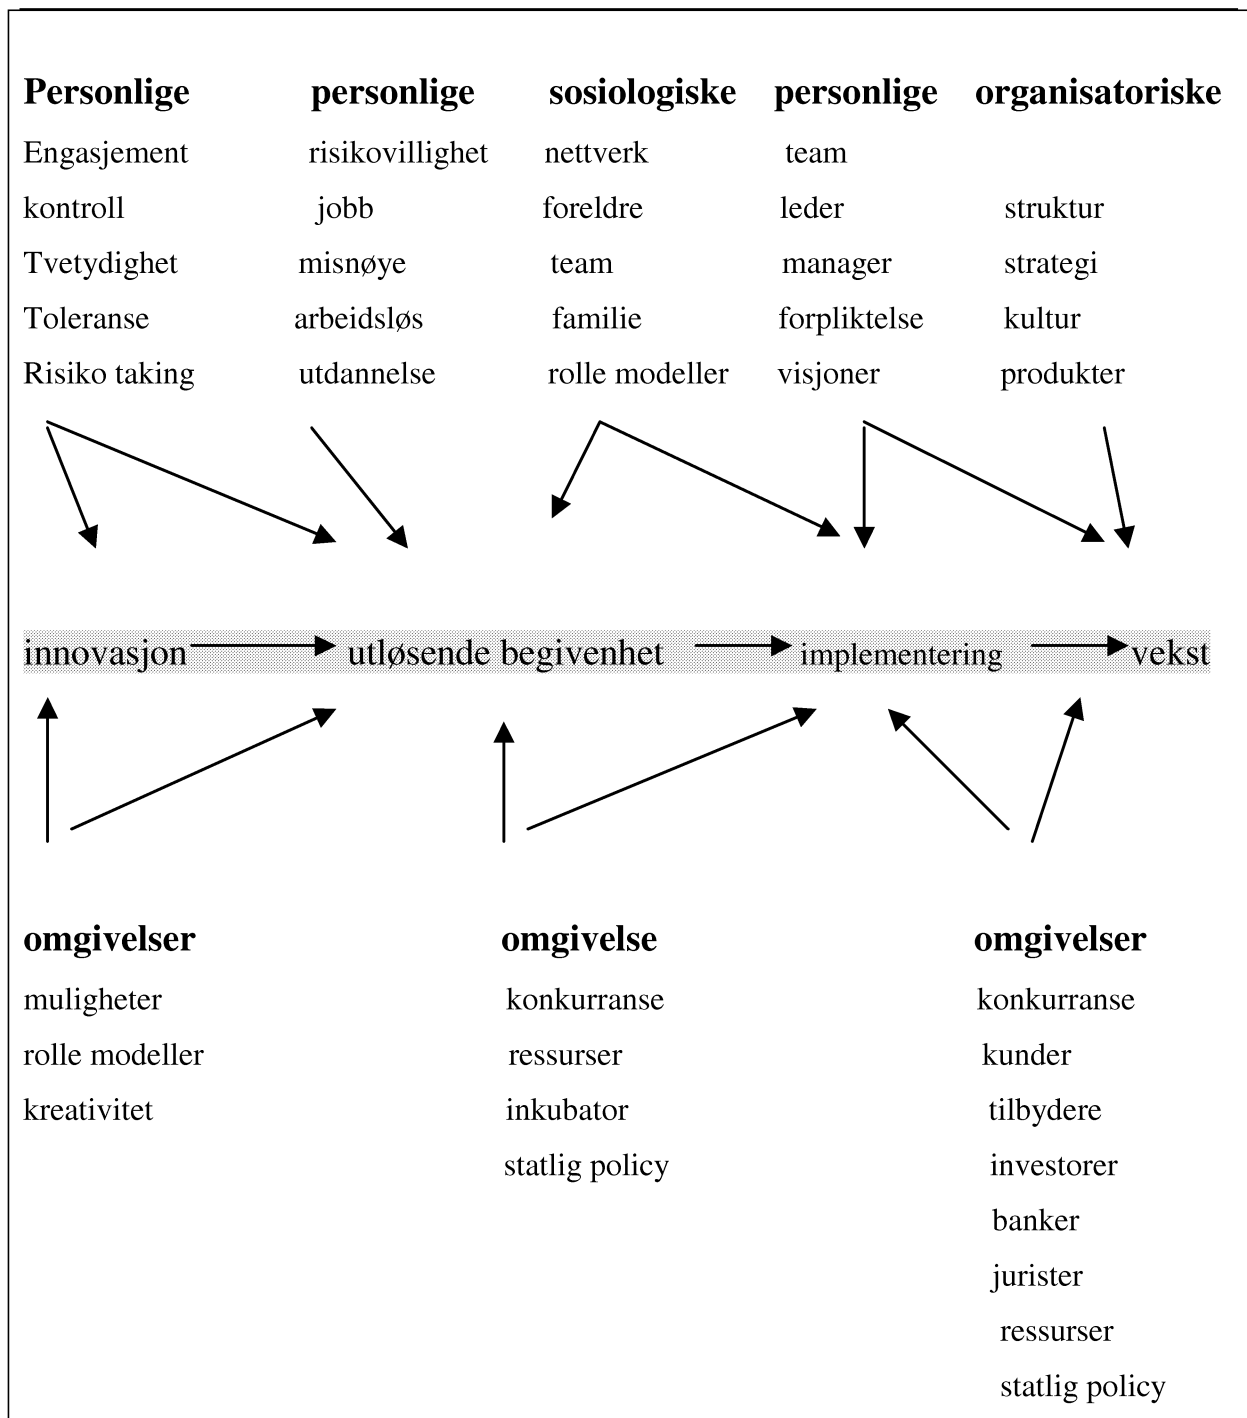 Personlige personlige sosiologiske personlige organisatoriske
Engasjement risikovillighet nettverk team
kontroll jobb foreldre leder struktur
Tvetydighet misnøye team manager strategi
Toleranse arbeidsløs familie forpliktelse kultur
Risiko taking utdannelse rolle modeller visjoner produkter
innovasjon utløsende begivenhet implementering vekst
omgivelser omgivelse omgivelser
muligheter konkurranse konkurranse
rolle modeller ressurser kunder
kreativitet inkubator tilbydere
statlig policy investorer
banker
jurister
ressurser
statlig policy